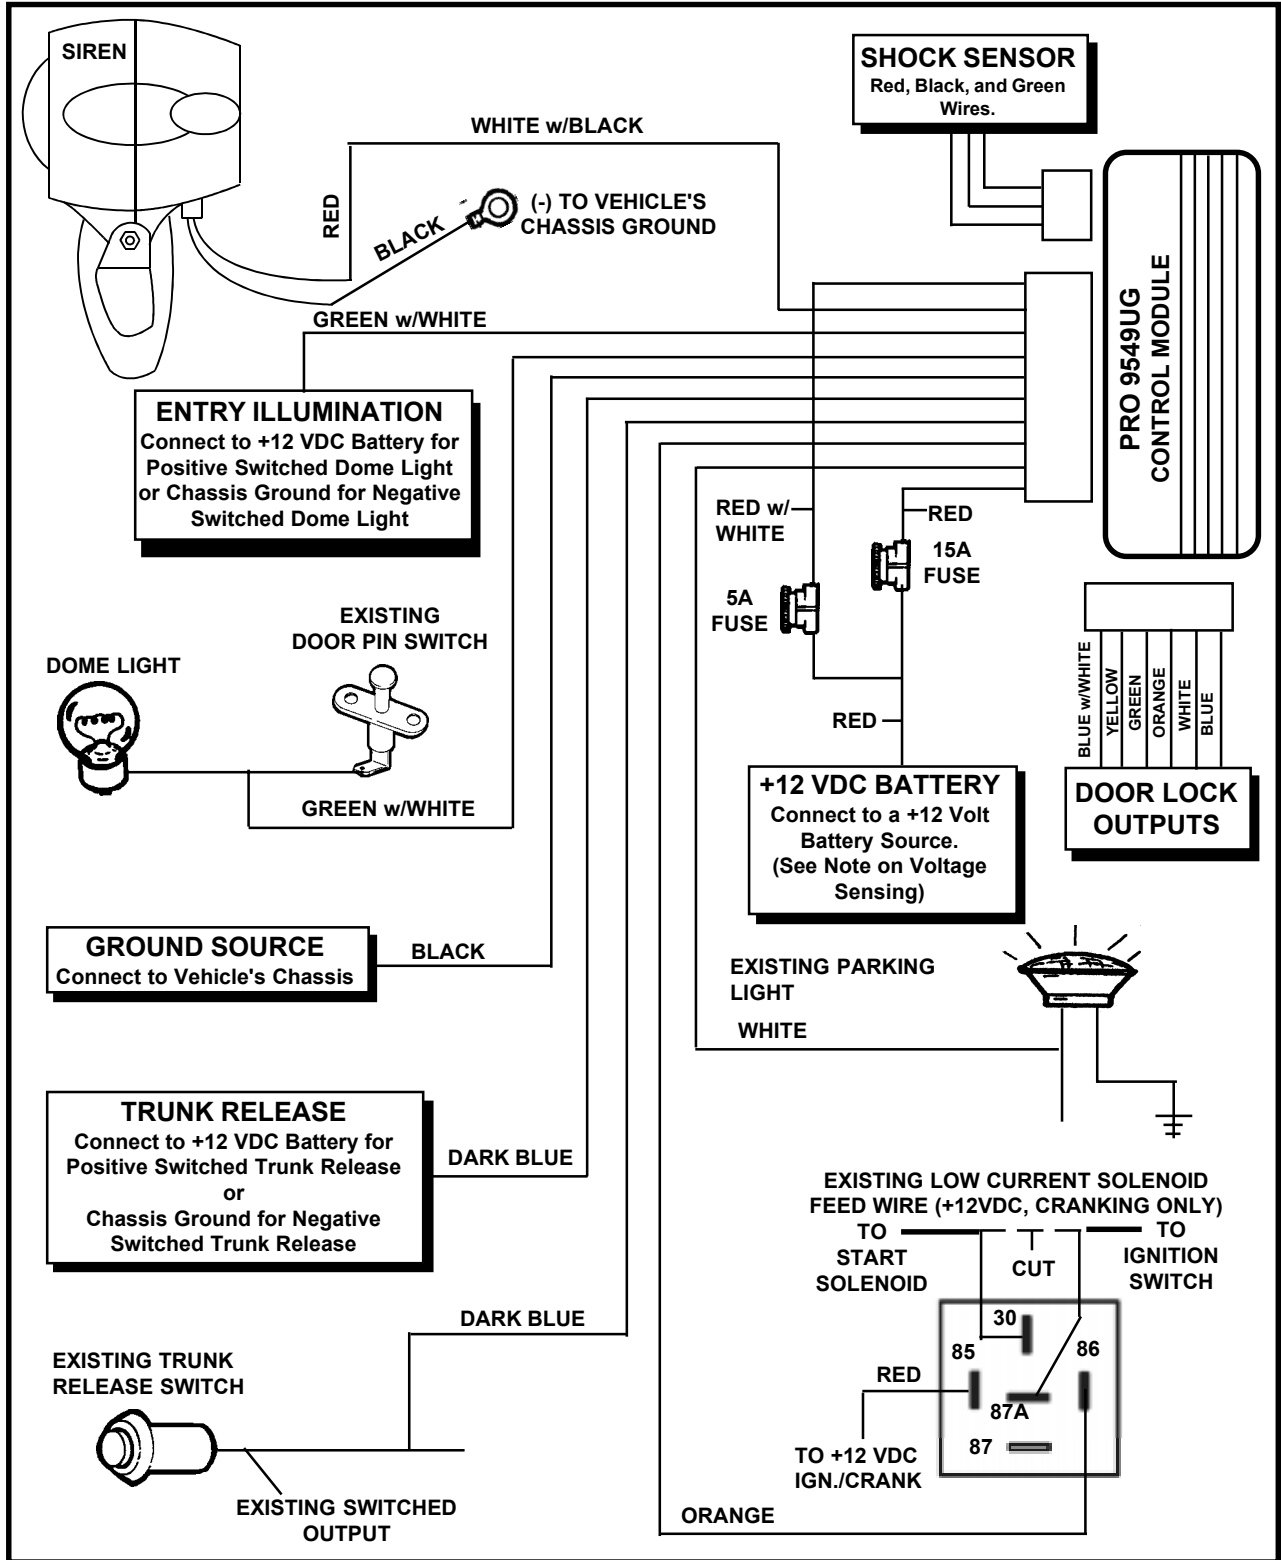 SIREN
SHOCK SENSOR
Red, Black, and Green
Wires.
WHITE w/BLACK
RED
BLACK
(-) TO VEHICLE'S
CHASSIS GROUND
PRO 9549UG
CONTROL MODULE
GREEN w/WHITE
ENTRY ILLUMINATION
Connect to +12 VDC Battery for
Positive Switched Dome Light
or Chassis Ground for Negative
Switched Dome Light
RED w/
WHITE
RED
15A
FUSE
5A
FUSE
EXISTING
DOOR PIN SWITCH
DOME LIGHT
GREEN w/WHITE
RED
BLUE w/WHITE
YELLOW
GREEN
ORANGE
WHITE
BLUE
DOOR LOCK
OUTPUTS
+12 VDC BATTERY
Connect to a +12 Volt
Battery Source.
(See Note on Voltage
Sensing)
GROUND SOURCE
Connect to Vehicle's Chassis
BLACK
EXISTING PARKING
LIGHT
WHITE
TRUNK RELEASE
Connect to +12 VDC Battery for
Positive Switched Trunk Release
or
Chassis Ground for Negative
Switched Trunk Release
DARK BLUE
EXISTING LOW CURRENT SOLENOID
FEED WIRE (+12VDC, CRANKING ONLY)
TO
START
SOLENOID
CUT
TO
IGNITION
SWITCH
DARK BLUE
EXISTING TRUNK
RELEASE SWITCH
EXISTING SWITCHED
OUTPUT
30
85
86
87A
87
RED
TO +12 VDC
IGN./CRANK
ORANGE